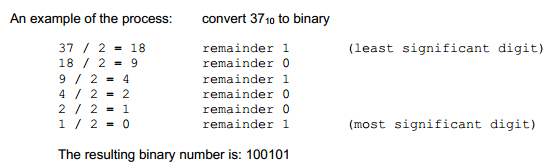 An example of the process: convert 37₁₀ to binary
37 / 2 = 18 remainder 1 (least significant digit)
18 / 2 = 9 remainder 0
9 / 2 = 4 remainder 1
4 / 2 = 2 remainder 0
2 / 2 = 1 remainder 0
1 / 2 = 0 remainder 1 (most significant digit)
The resulting binary number is: 100101